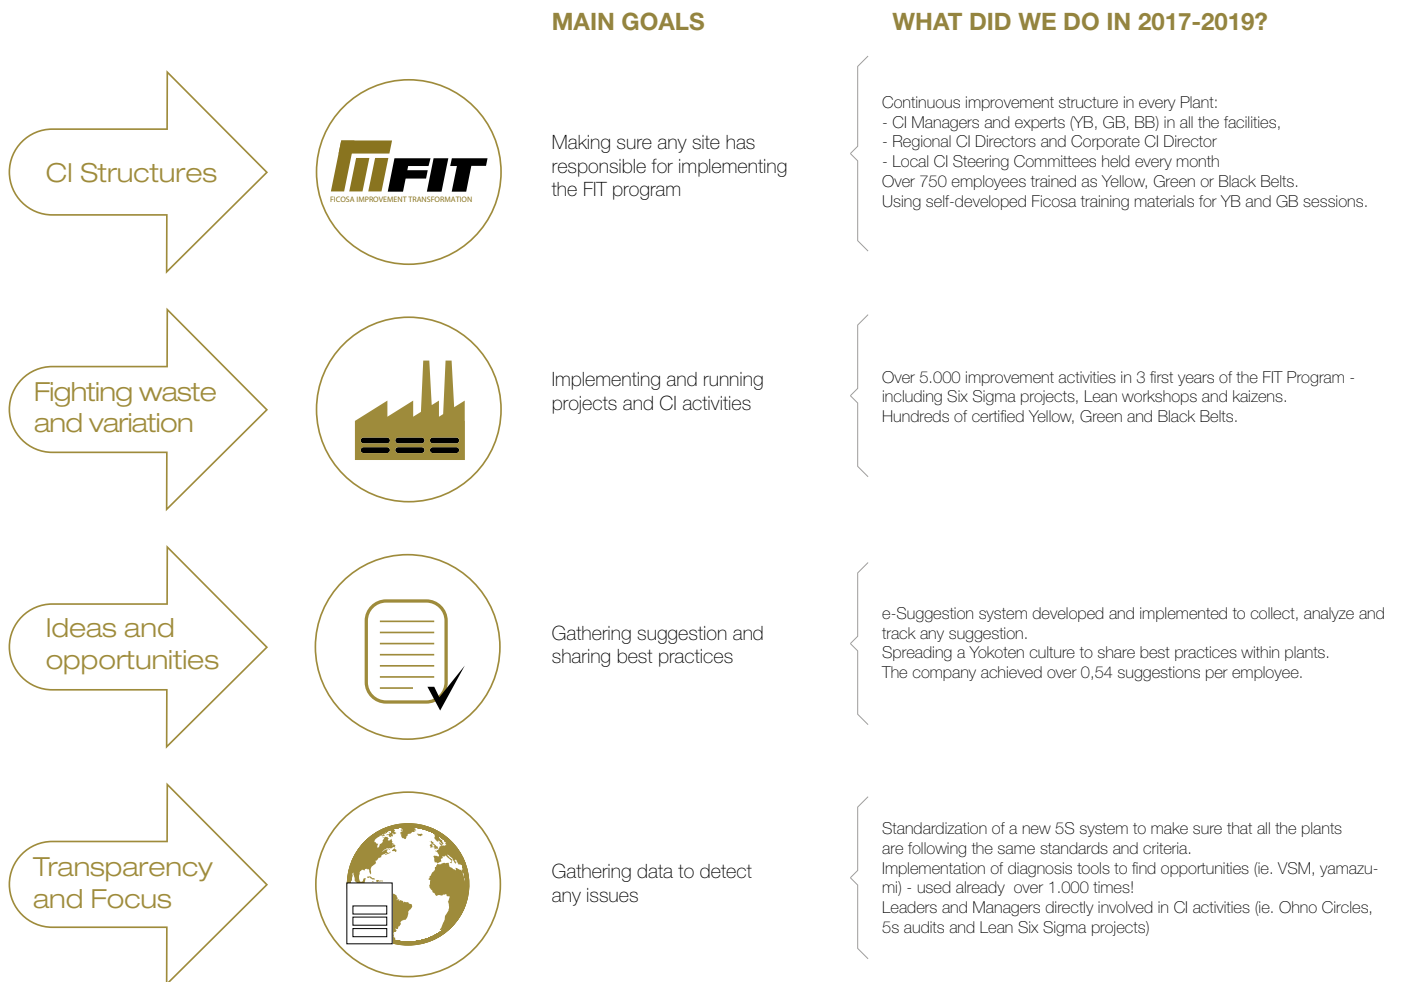 MAIN GOALS
WHAT DID WE DO IN 2017-2019?
CI Structures
FIT
FICOSA IMPROVEMENT TRANSFORMATION
Making sure any site has
responsible for implementing
the FIT program
Continuous improvement structure in every Plant:
- CI Managers and experts (YB, GB, BB) in all the facilities,
- Regional CI Directors and Corporate CI Director
- Local CI Steering Committees held every month
Over 750 employees trained as Yellow, Green or Black Belts.
Using self-developed Ficosa training materials for YB and GB sessions.
Fighting waste
and variation
Implementing and running
projects and CI activities
Over 5.000 improvement activities in 3 first years of the FIT Program -
including Six Sigma projects, Lean workshops and kaizens.
Hundreds of certified Yellow, Green and Black Belts.
Ideas and
opportunities
Gathering suggestion and
sharing best practices
e-Suggestion system developed and implemented to collect, analyze and
track any suggestion.
Spreading a Yokoten culture to share best practices within plants.
The company achieved over 0,54 suggestions per employee.
Transparency
and Focus
Gathering data to detect
any issues
Standardization of a new 5S system to make sure that all the plants
are following the same standards and criteria.
Implementation of diagnosis tools to find opportunities (ie. VSM, yamazu-
mi) - used already  over 1.000 times!
Leaders and Managers directly involved in CI activities (ie. Ohno Circles,
5s audits and Lean Six Sigma projects)